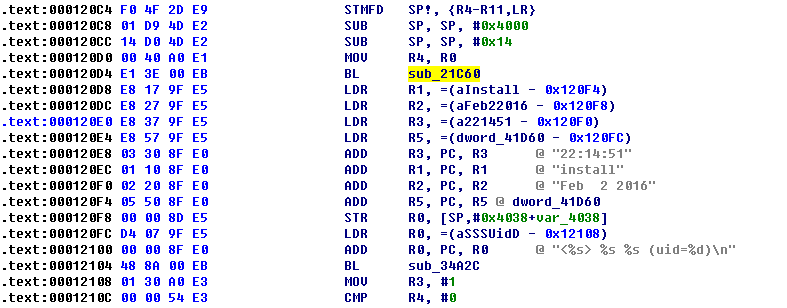 .text:000120C4 F0 4F 2D E9 STMFD SP!, {R4-R11,LR}
.text:000120C8 01 D9 4D E2 SUB SP, SP, #0x4000
.text:000120CC 14 D0 4D E2 SUB SP, SP, #0x14
.text:000120D0 00 40 A0 E1 MOV R4, R0
.text:000120D4 E1 3E 00 EB BL sub_21C60
.text:000120D8 E8 17 9F E5 LDR R1, =(aInstall - 0x120F4)
.text:000120DC E8 27 9F E5 LDR R2, =(aFeb22016 - 0x120F8)
.text:000120E0 E8 37 9F E5 LDR R3, =(a221451 - 0x120F0)
.text:000120E4 E8 57 9F E5 LDR R5, =(dword_41D60 - 0x120FC)
.text:000120E8 03 30 8F E0 ADD R3, PC, R3 @ "22:14:51"
.text:000120EC 01 10 8F E0 ADD R1, PC, R1 @ "install"
.text:000120F0 02 20 8F E0 ADD R2, PC, R2 @ "Feb  2 2016"
.text:000120F4 05 50 8F E0 ADD R5, PC, R5 @ dword_41D60
.text:000120F8 00 00 8D E5 STR R0, [SP,#0x4038+var_4038]
.text:000120FC D4 07 9F E5 LDR R0, =(aSSSUidD - 0x12108)
.text:00012100 00 00 8F E0 ADD R0, PC, R0 @ "<%s> %s %s (uid=%d)\n"
.text:00012104 48 8A 00 EB BL sub_34A2C
.text:00012108 01 30 A0 E3 MOV R3, #1
.text:0001210C 00 00 54 E3 CMP R4, #0